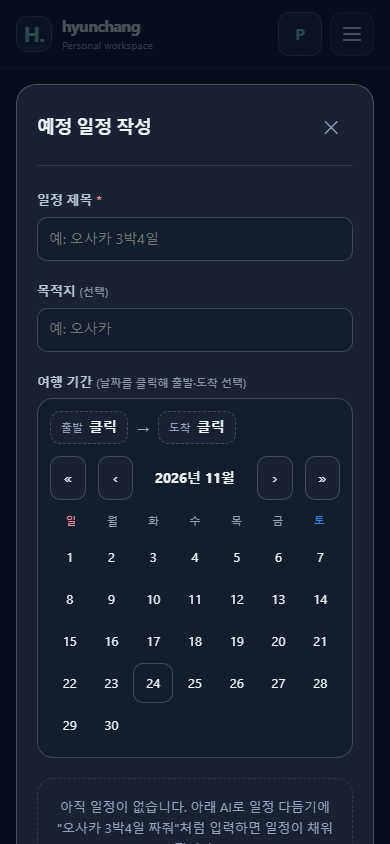 H.
hyunchang
Personal workspace
P
예정 일정 작성
일정 제목 *
예: 오사카 3박4일
목적지 (선택)
예: 오사카
여행 기간 (날짜를 클릭해 출발·도착 선택)
출발 클릭 → 도착 클릭
« ‹ 2026년 11월 › »
일 월 화 수 목 금 토
1 2 3 4 5 6 7
8 9 10 11 12 13 14
15 16 17 18 19 20 21
22 23 24 25 26 27 28
29 30
아직 일정이 없습니다. 아래 AI로 일정 다듬기에
"오사카 3박4일 짜줘"처럼 입력하면 일정이 채워